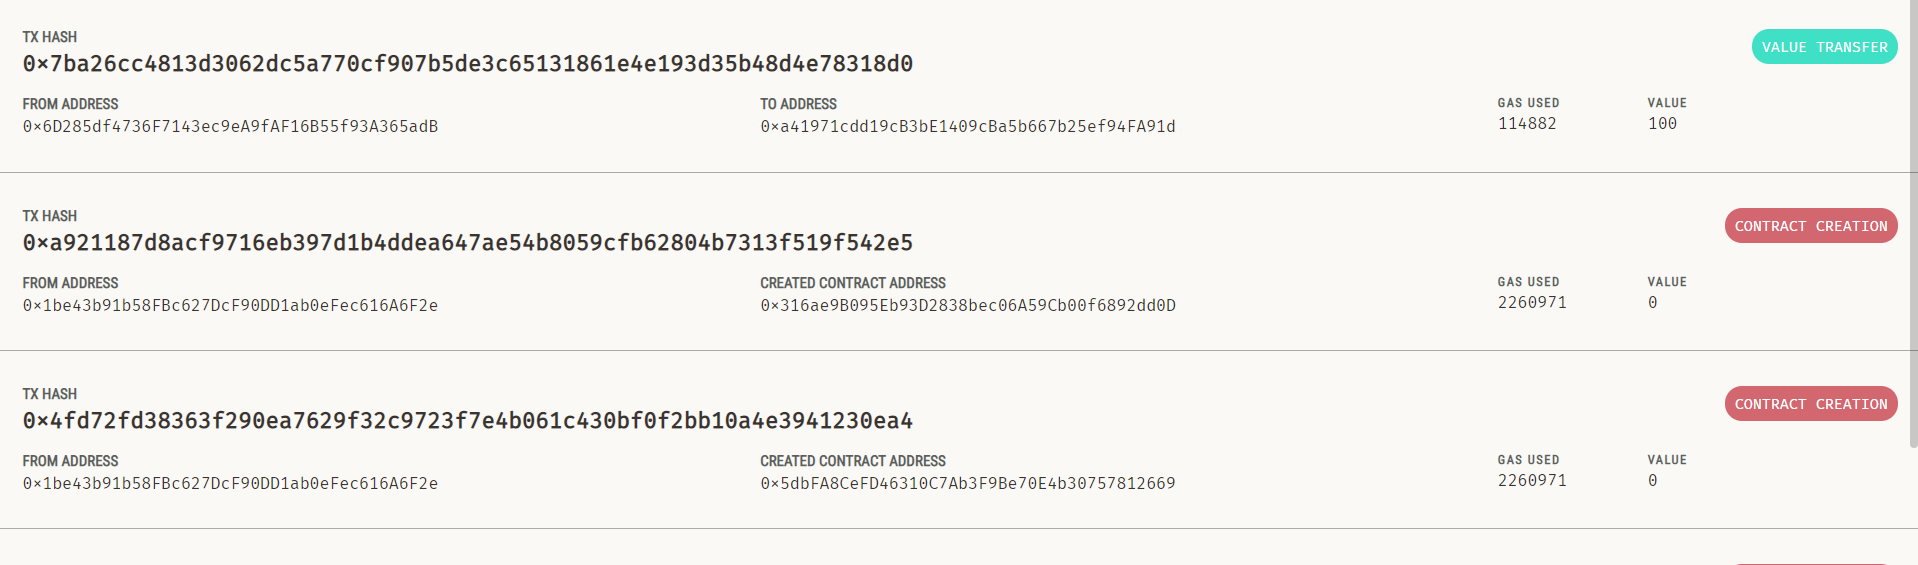 TX HASH
0×7ba26cc4813d3062dc5a770cf907b5de3c65131861e4e193d35b48d4e78318d0
VALUE TRANSFER
FROM ADDRESS
0×6D285df4736F7143ec9eA9fAF16B55f93A365adB
TO ADDRESS
0×a41971cdd19cB3bE1409cBa5b667b25ef94FA91d
GAS USED
114882
VALUE
100
TX HASH
0×a921187d8acf9716eb397d1b4ddea647ae54b8059cfb62804b7313f519f542e5
CONTRACT CREATION
FROM ADDRESS
0×1be43b91b58FBc627DcF90DD1ab0eFec616A6F2e
CREATED CONTRACT ADDRESS
0×316ae9B095Eb93D2838bec06A59Cb00f6892dd0D
GAS USED
2260971
VALUE
0
TX HASH
0×4fd72fd38363f290ea7629f32c9723f7e4b061c430bf0f2bb10a4e3941230ea4
CONTRACT CREATION
FROM ADDRESS
0×1be43b91b58FBc627DcF90DD1ab0eFec616A6F2e
CREATED CONTRACT ADDRESS
0×5dbFA8CeFD46310C7Ab3F9Be70E4b30757812669
GAS USED
2260971
VALUE
0